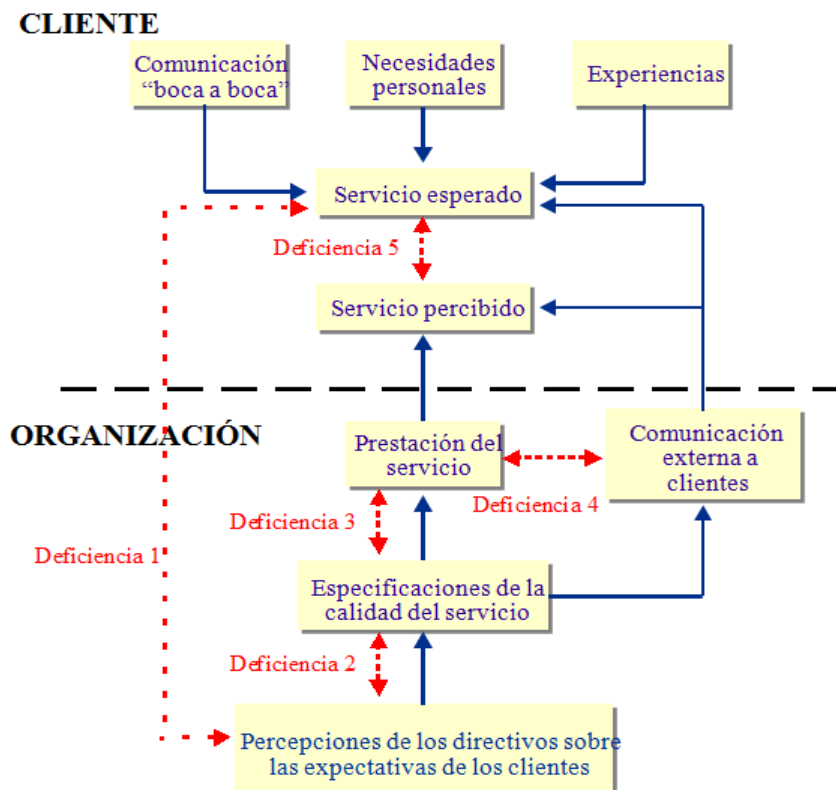 CLIENTE
Comunicación
“boca a boca”
Necesidades
personales
Experiencias
Servicio esperado
Deficiencia 5
Servicio percibido
ORGANIZACIÓN
Prestación del
servicio
Comunicación
externa a
clientes
Deficiencia 4
Deficiencia 3
Deficiencia 1
Especificaciones de la
calidad del servicio
Deficiencia 2
Percepciones de los directivos sobre
las expectativas de los clientes